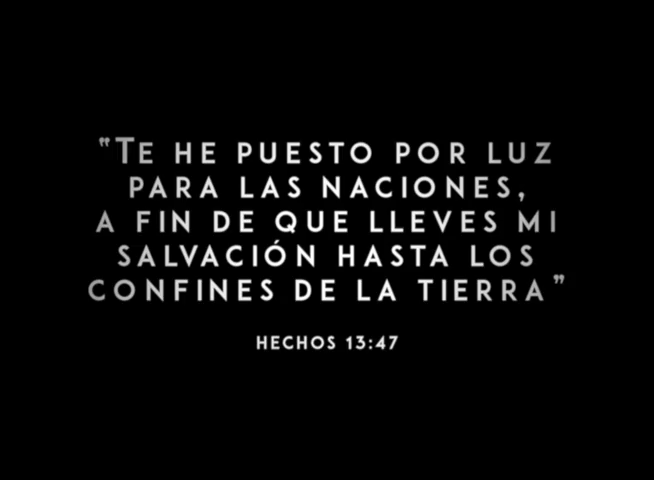 "TE HE PUESTO POR LUZ
PARA LAS NACIONES,
A FIN DE QUE LLEVES MI
SALVACIÓN HASTA LOS
CONFINES DE LA TIERRA"
HECHOS 13:47